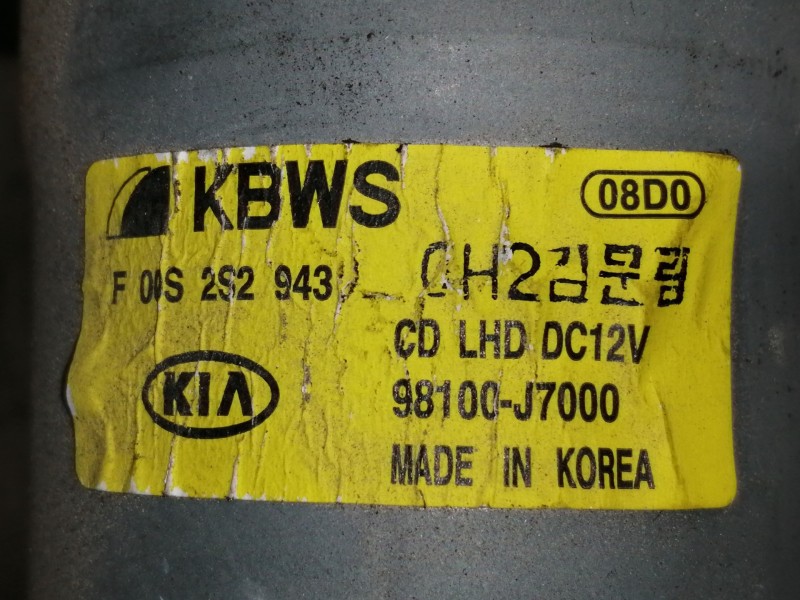 KBWS
08D0
F 00S 2S2 943
CH2김문림
CD LHD DC12V
KIA
98100-J7000
MADE IN KOREA